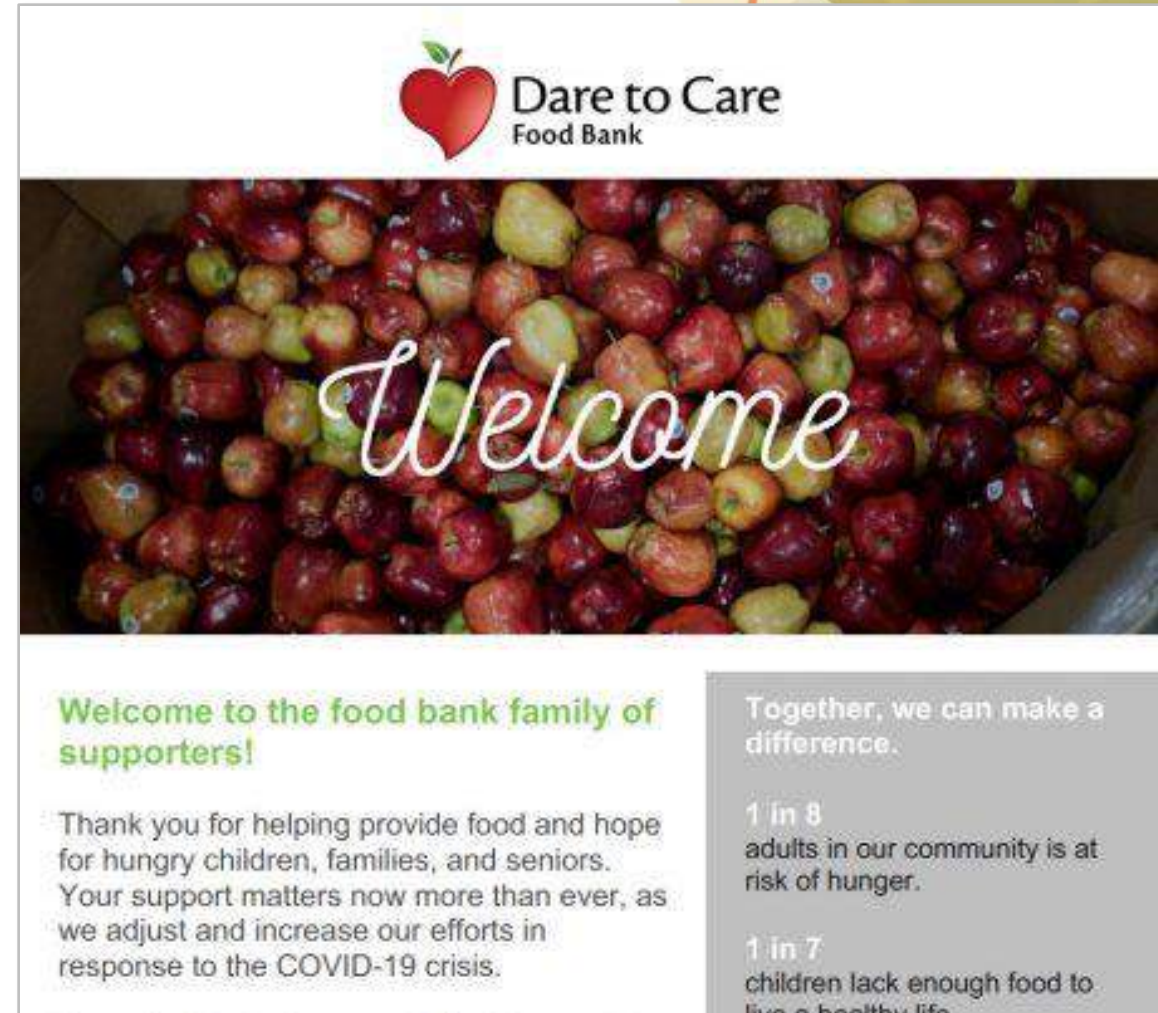 Dare to Care
Food Bank
Welcome
Welcome to the food bank family of
supporters!
Thank you for helping provide food and hope
for hungry children, families, and seniors.
Your support matters now more than ever, as
we adjust and increase our efforts in
response to the COVID-19 crisis.
Together, we can make a
difference.
1 in 8
adults in our community is at
risk of hunger.
1 in 7
children lack enough food to
live a healthy life